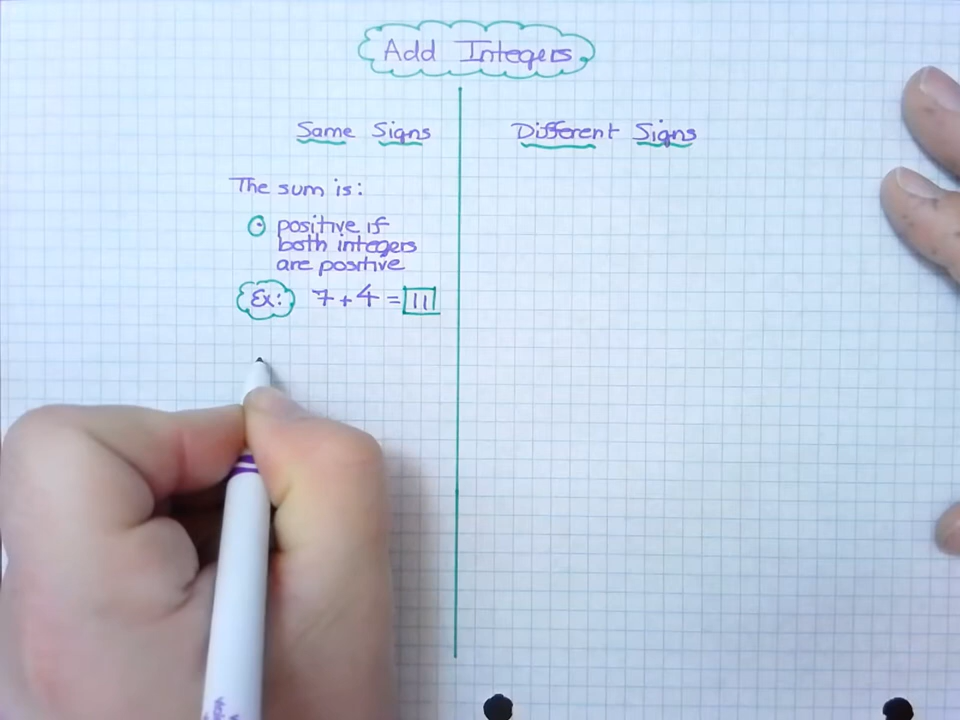 Add Integers
Same Signs
Different Signs
The sum is:
positive if
both integers
are positive
Ex: 7 + 4 = 11